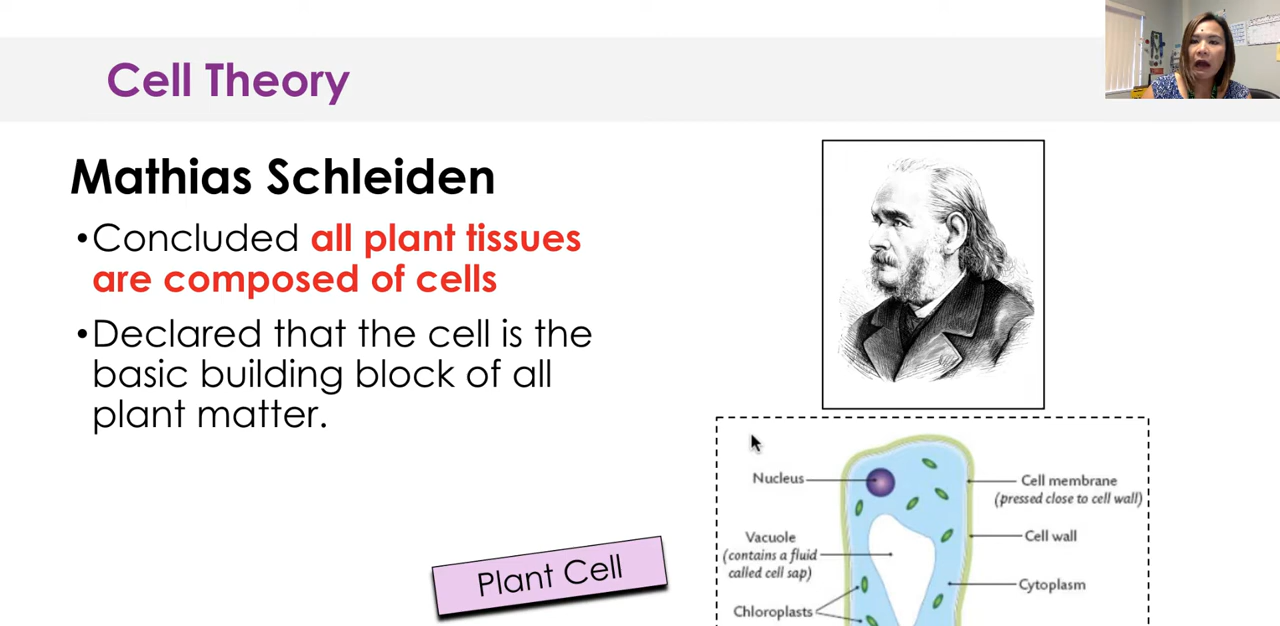 Cell Theory
Mathias Schleiden
•Concluded all plant tissues
are composed of cells
•Declared that the cell is the
basic building block of all
plant matter.
Plant Cell
Nucleus
Vacuole
(contains a fluid
called cell sap)
Chloroplasts
Cell membrane
(pressed close to cell wall)
Cell wall
Cytoplasm